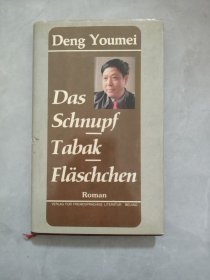 Deng Youmei
Das
Schnupf
Tabak
Fläschchen
Roman
VERLAG FÜR FREMDSPRACHIGE LITERATUR BEIJING